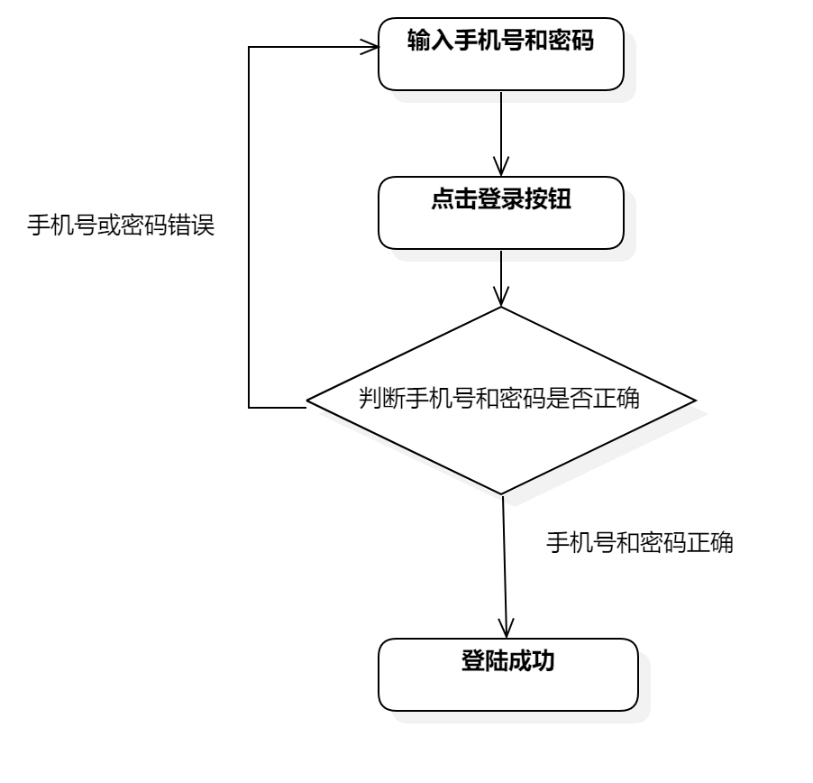 输入手机号和密码
点击登录按钮
手机号或密码错误
判断手机号和密码是否正确
手机号和密码正确
登陆成功